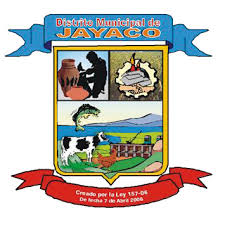 Distrito Municipal de
JAYACO
Creado por la Ley 157-06
De fecha 7 de Abril 2006